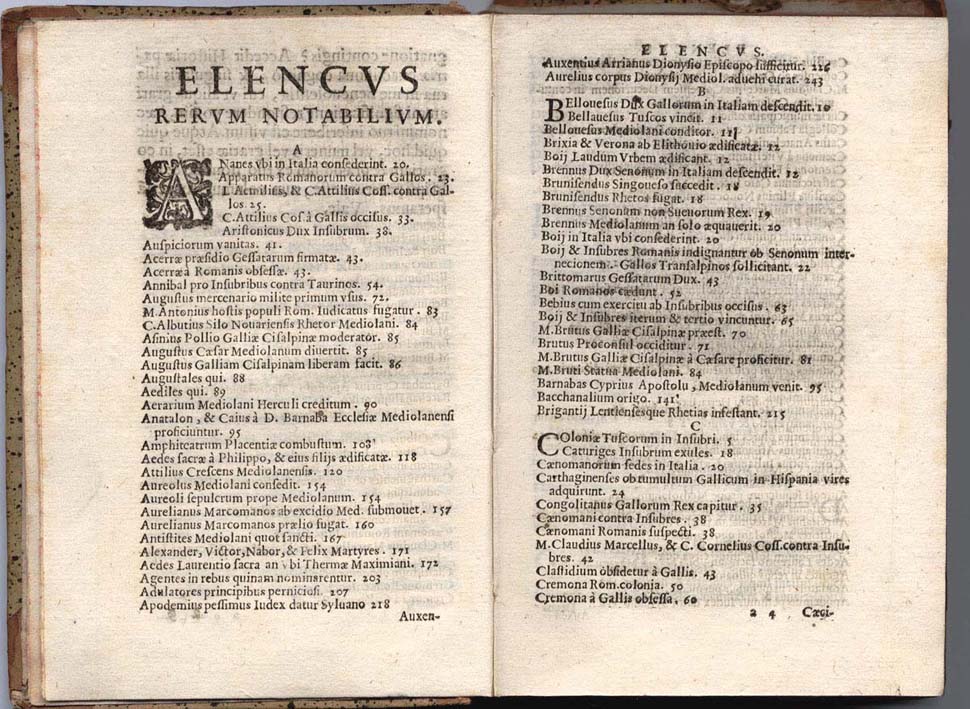 ELENCVS
RERVM NOTABILIVM.
A
ANanes vbi in Italia consederint. 20.
Apparatus Romanorum contra Gallos. 23.
L Aemilius, & C. Attilius Coss. contra Gal-
los. 25.
C. Attilius Cos à Gallis occisus. 33.
Aristonicus Dux Insubrum. 38.
Auspiciorum vanitas. 41.
Acerræ præsidio Gessatarum firmatæ. 43.
Acerræ à Romanis obsessæ. 43.
Annibal pro Insubribus contra Taurinos. 54.
Augustus mercenario milite primum vsus. 72.
M. Antonius hostis populi Rom. Iudicatus fugatur. 83
C. Albutius Silo Nouariensis Rhetor Mediolani. 84
Asinius Pollio Galliæ Cisalpinæ moderator. 85
Augustus Cæsar Mediolanum diuertit. 85
Augustus Galliam Cisalpinam liberam facit. 86
Augustales qui. 88
Aediles qui. 89
Aerarium Mediolani Herculi creditum. 90
Anatalon, & Caius à D. Barnaba Ecclesiæ Mediolanensi
proficiuntur. 95
Amphiteatrum Placentiæ combustum. 108
Aedes sacræ à Philippo, & eius filijs ædificatæ. 118
Attilius Crescens Mediolanensis. 120
Aureolus Mediolani consedit. 154
Aureoli sepulcrum prope Mediolanum. 154
Aurelianus Marcomanos ab excidio Med. submouet. 157
Aurelianus Marcomanos prælio fugat. 160
Antistites Mediolani quot sancti. 167
Alexander, Victor, Nabor, & Felix Martyres. 171
Aedes Laurentio sacra an vbi Thermæ Maximiani. 172
Agentes in rebus quinam nominarentur. 203
Adulatores principibus perniciosi. 207
Apodemius pessimus Iudex datur Syluano 218
Auxen-
ELENCVS.
Auxentius Arrianus Dionysio Episcopo sufficitur. 226
Aurelius corpus Dionysij Mediol. aduehi curat. 243
B
BEllouesus Dux Gallorum in Italiam descendit. 10
Bellauesus Tuscos vincit. 11
Bellouesus Mediolani conditor. 11
Brixia & Verona ab Elithouio ædificatæ. 12
Boij Laudum Vrbem ædificant. 12
Brennus Dux Senonum in Italiam descendit. 12
Brunisendus Singoueso succedit. 18
Brunisendus Rhetos fugat. 18
Brennus Senonum non Sueuorum Rex. 19
Brennus Mediolanum an solo æquauerit. 20
Boij in Italia vbi consederint. 20
Boij & Insubres Romanis indignantur ob Senonum inter-
necionem. Gallos Transalpinos sollicitant. 22
Brittomarus Gessatarum Dux. 43
Boi Romanos cædunt. 52
Bebius cum exercitu ab Insubribus occisus. 63
Boij & Insubres iterum & tertio vincuntur. 65
M. Brutus Galliæ Cisalpinæ præest. 70
Brutus Proconsul occiditur. 71
M. Brutus Galliæ Cisalpinæ à Cæsare proficitur. 81
M. Bruti Statua Mediolani. 84
Barnabas Cyprius Apostolu, Mediolanum venit. 95
Bacchanalium origo. 141
Brigantij Lentensesque Rhetias infestant. 215
C
COloniæ Tuscorum in Insubri. 5
Caturiges Insubrum exules. 18
Cænomanorum sedes in Italia. 20
Carthaginenses ob tumultum Gallicum in Hispania vires
adquirunt. 24
Congolitanus Gallorum Rex capitur. 35
Cænomani contra Insubres. 38
Cænomani Romanis suspecti. 38
M. Claudius Marcellus, & C. Cornelius Coss. contra Insu-
bres. 42
Clastidium obsidetur à Gallis. 43
Cremona Rom. colonia. 50
Cremona à Gallis obsessa. 60
a 4 Cæci-